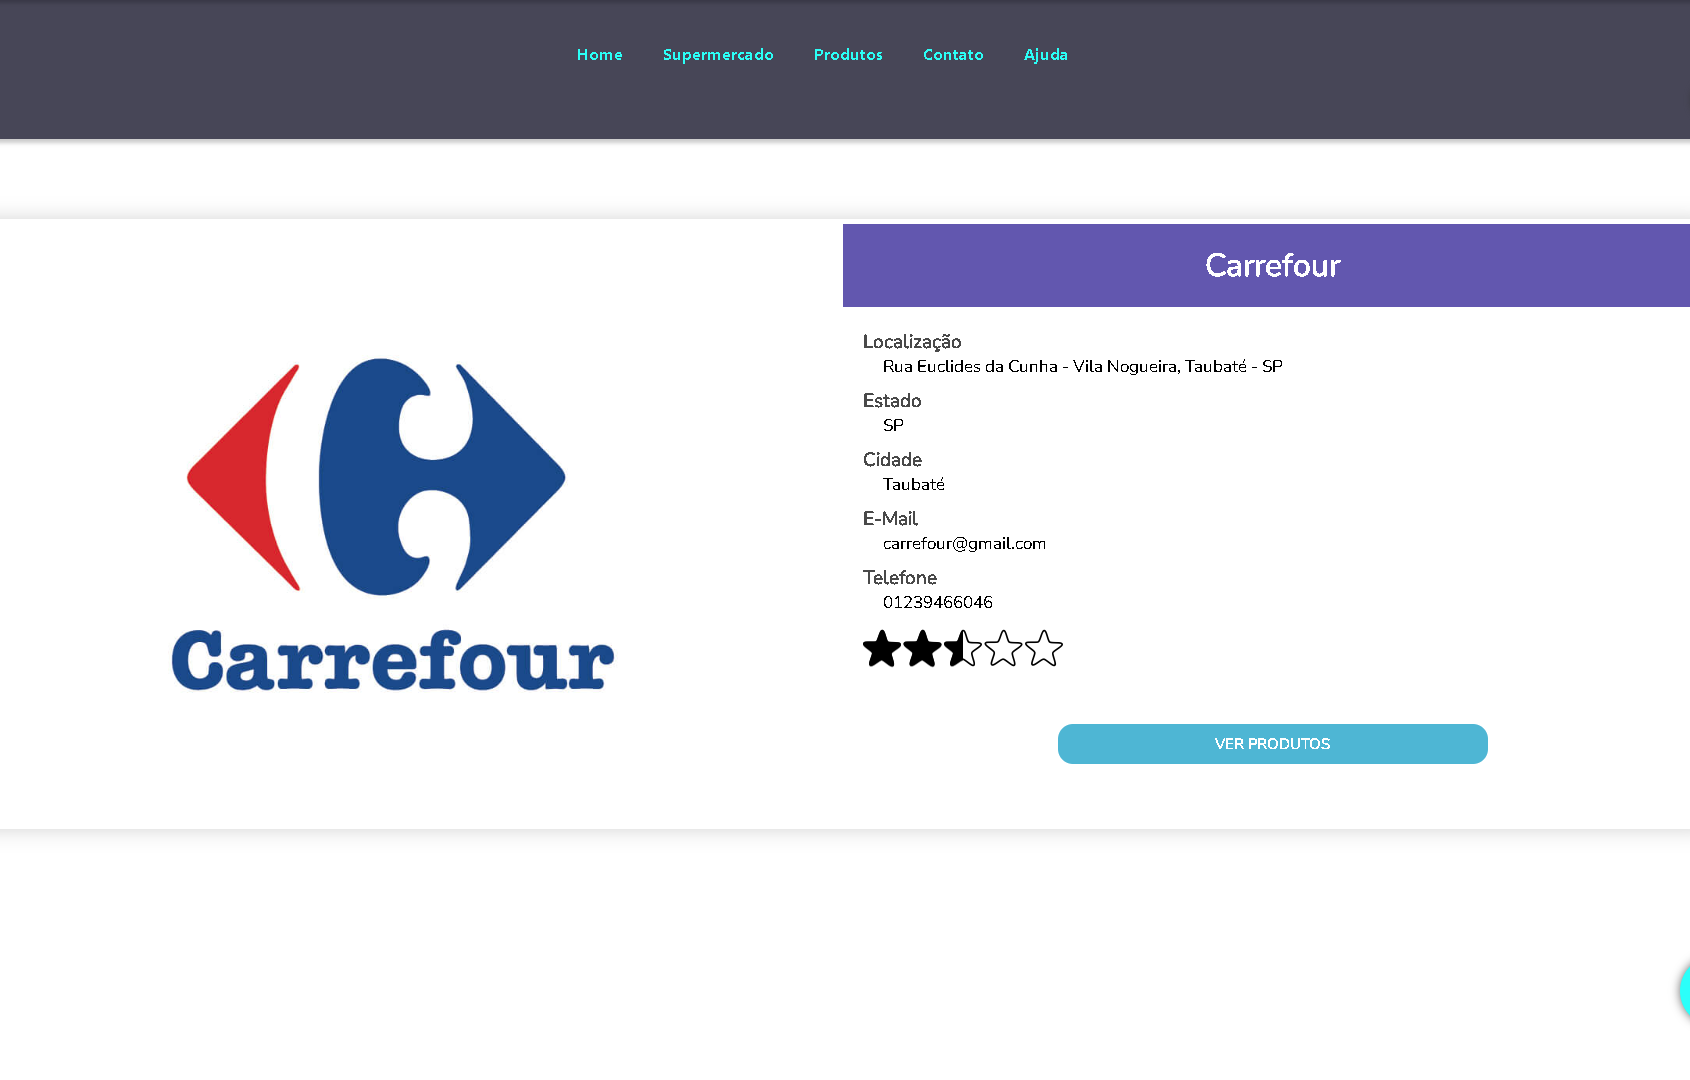 Home Supermercado Produtos Contato Ajuda
Carrefour
Carrefour
Localização
Rua Euclides da Cunha - Vila Nogueira, Taubaté - SP
Estado
SP
Cidade
Taubaté
E-Mail
carrefour@gmail.com
Telefone
01239466046
VER PRODUTOS